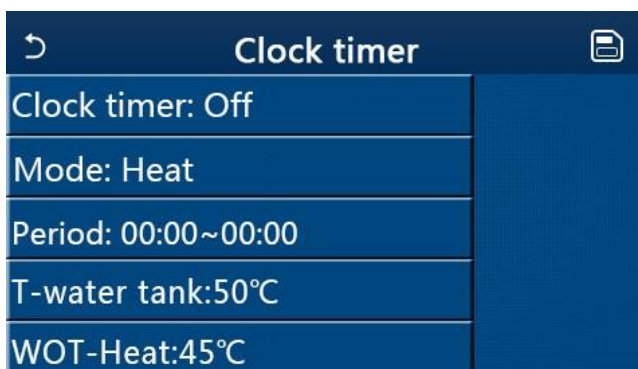 Clock timer
Clock timer: Off
Mode: Heat
Period: 00:00~00:00
T-water tank:50℃
WOT-Heat:45℃